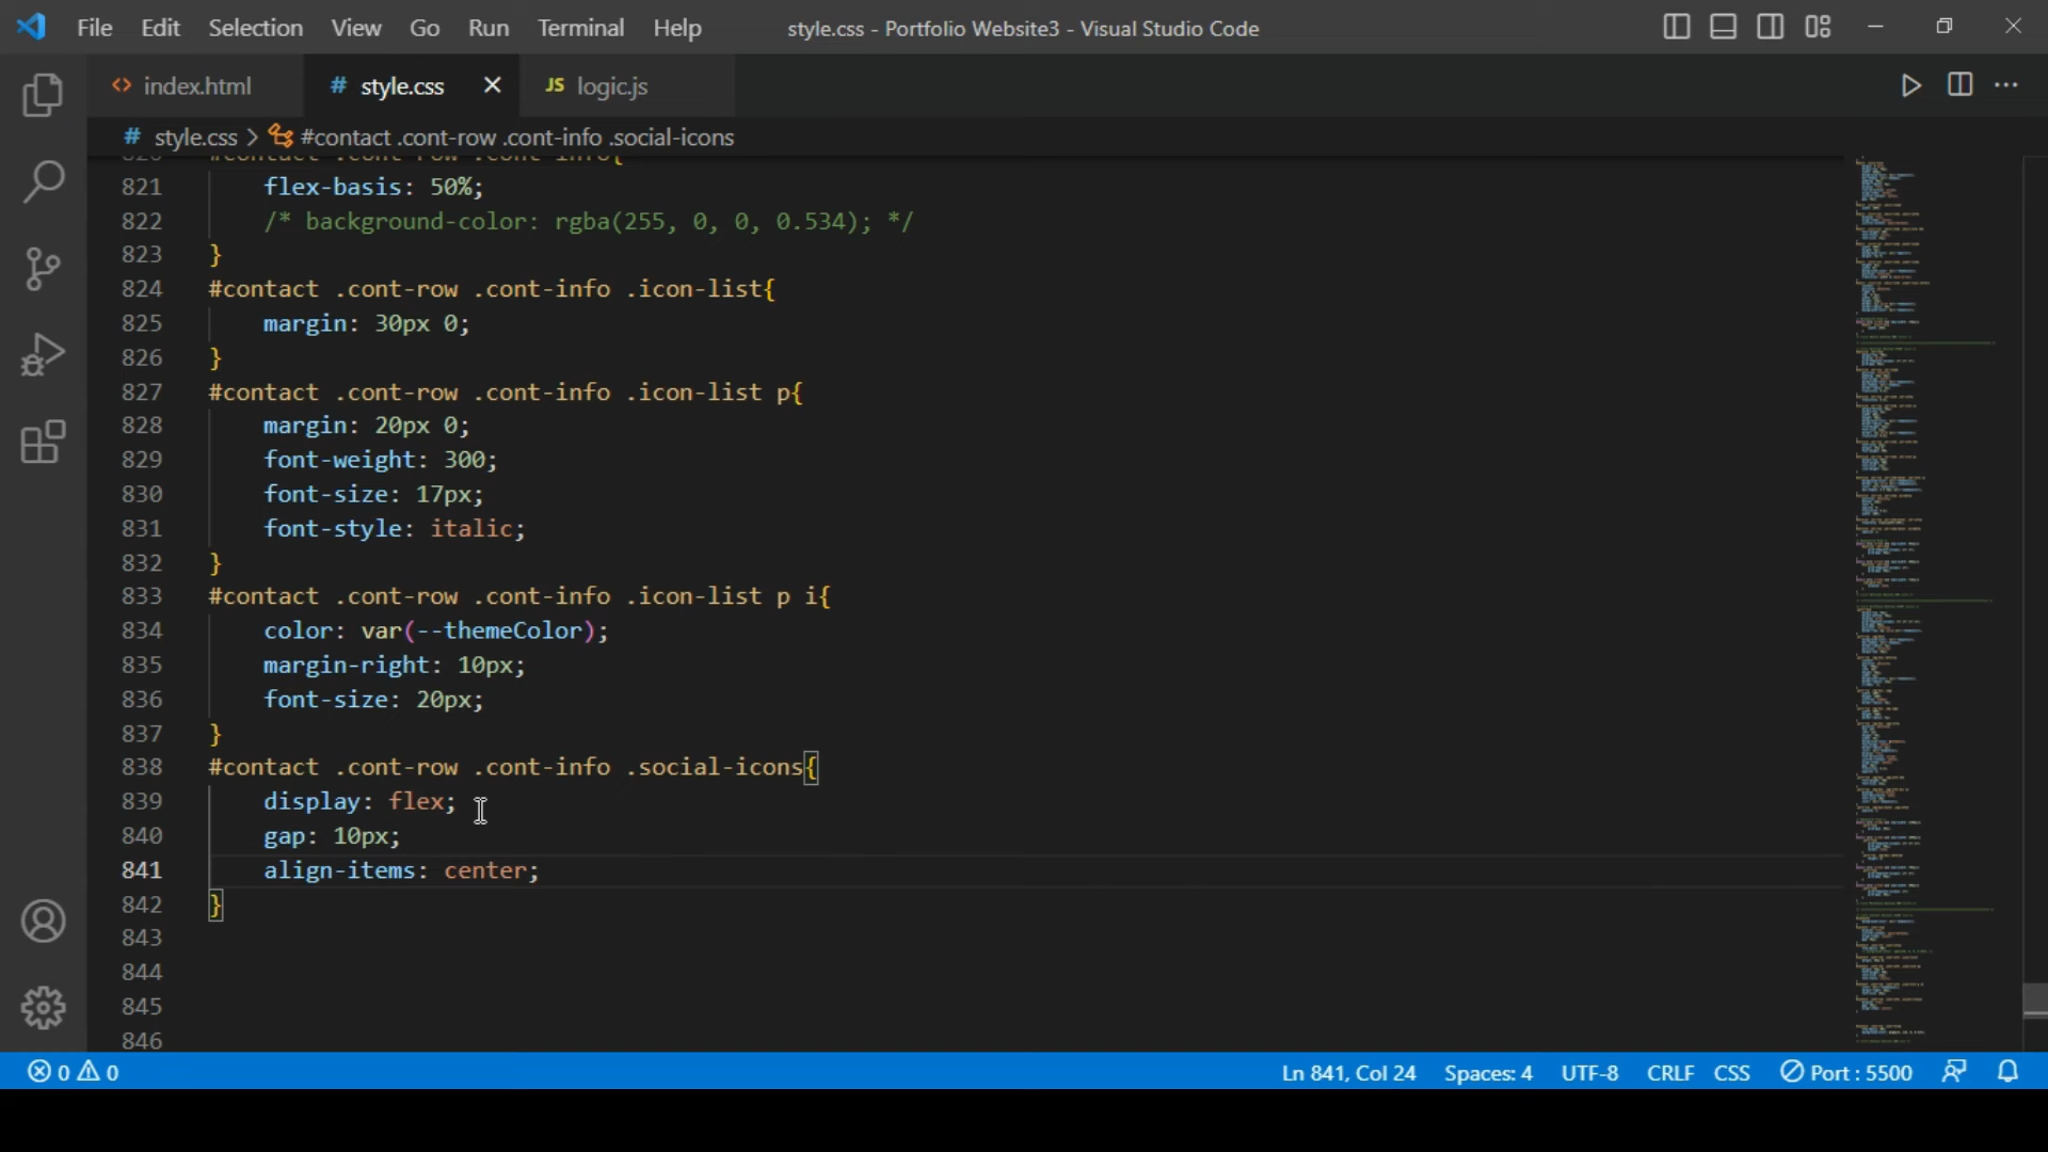 File Edit Selection View Go Run Terminal Help style.css - Portfolio Website3 - Visual Studio Code
index.html # style.css JS logic.js
# style.css > #contact .cont-row .cont-info .social-icons
820 #contact .cont-row .cont-info{
821 flex-basis: 50%;
822 /* background-color: rgba(255, 0, 0, 0.534); */
823 }
824 #contact .cont-row .cont-info .icon-list{
825 margin: 30px 0;
826 }
827 #contact .cont-row .cont-info .icon-list p{
828 margin: 20px 0;
829 font-weight: 300;
830 font-size: 17px;
831 font-style: italic;
832 }
833 #contact .cont-row .cont-info .icon-list p i{
834 color: var(--themeColor);
835 margin-right: 10px;
836 font-size: 20px;
837 }
838 #contact .cont-row .cont-info .social-icons{
839 display: flex;
840 gap: 10px;
841 align-items: center;
842 }
843
844
845
846
0 0 Ln 841, Col 24 Spaces: 4 UTF-8 CRLF CSS Port : 5500